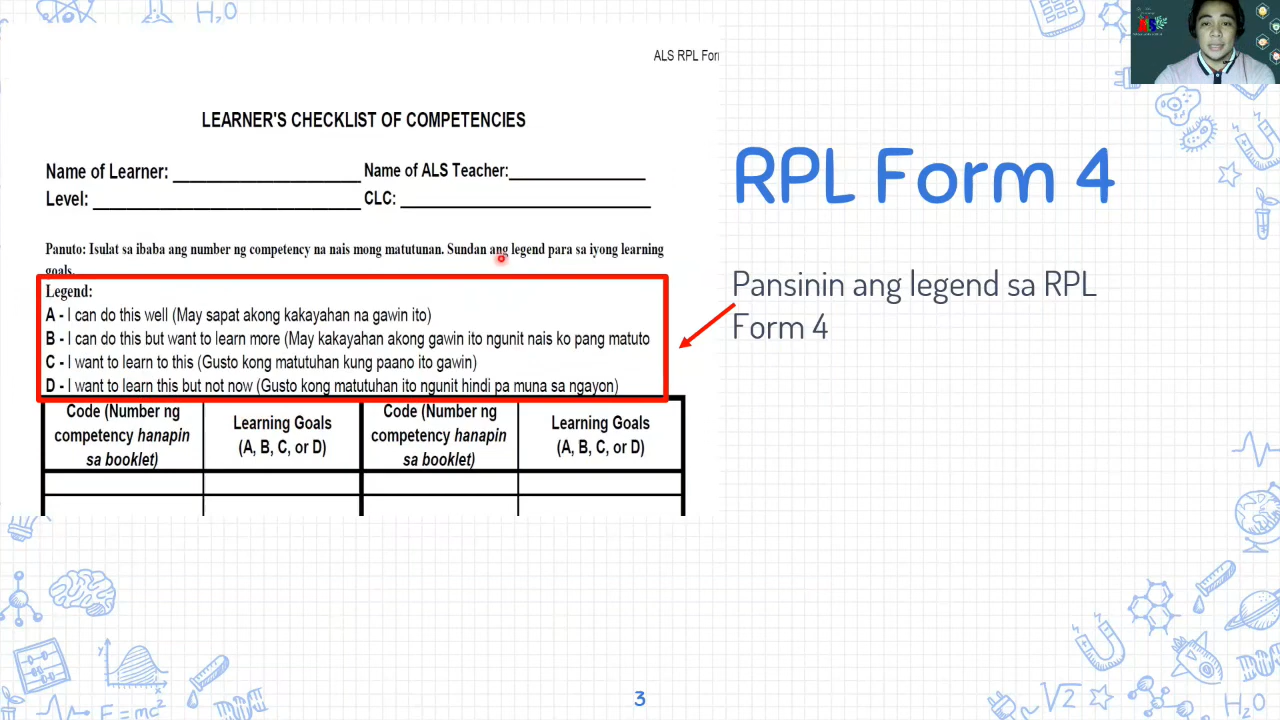 H₂O
ALS RPL For
LEARNER'S CHECKLIST OF COMPETENCIES
Name of Learner: ____________________ Name of ALS Teacher:_______________
Level: ______________________________ CLC: ____________________________
Panuto: Isulat sa ibaba ang number ng competency na nais mong matutunan. Sundan ang legend para sa iyong learning
goals.
Legend:
A - I can do this well (May sapat akong kakayahan na gawin ito)
B - I can do this but want to learn more (May kakayahan akong gawin ito ngunit nais ko pang matuto
C - I want to learn to this (Gusto kong matutuhan kung paano ito gawin)
D - I want to learn this but not now (Gusto kong matutuhan ito ngunit hindi pa muna sa ngayon)
Code (Number ng
competency hanapin
sa booklet)
Learning Goals
(A, B, C, or D)
Code (Number ng
competency hanapin
sa booklet)
Learning Goals
(A, B, C, or D)
RPL Form 4
Pansinin ang legend sa RPL
Form 4
3
y
x
F=mc²
√2
H₂O